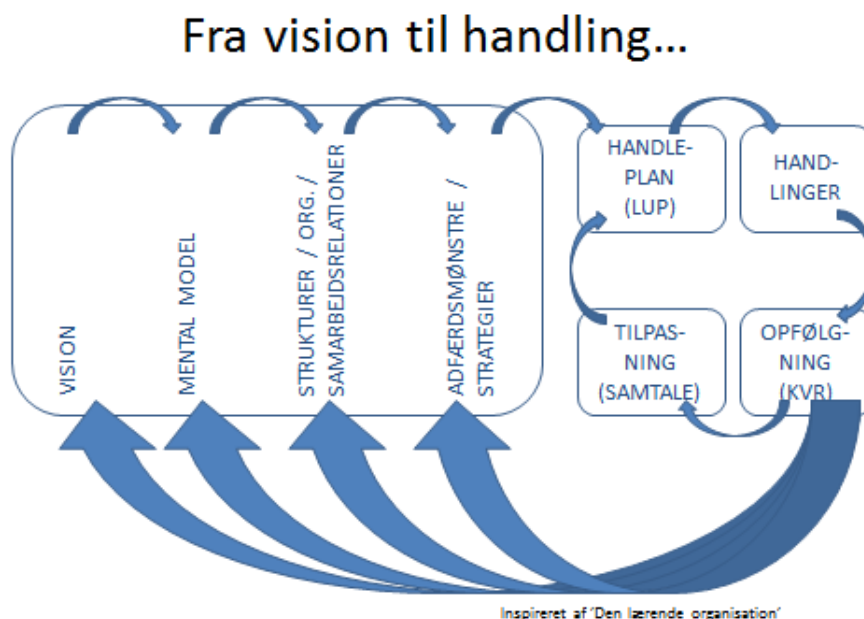 Fra vision til handling...
VISION
MENTAL MODEL
STRUKTURER / ORG. /
SAMARBEJDSRELATIONER
ADFÆRDSMØNSTRE /
STRATEGIER
HANDLE-
PLAN
(LUP)
HAND-
LINGER
TILPAS-
NING
(SAMTALE)
OPFØLG-
NING
(KVR)
Inspireret af 'Den lærende organisation'